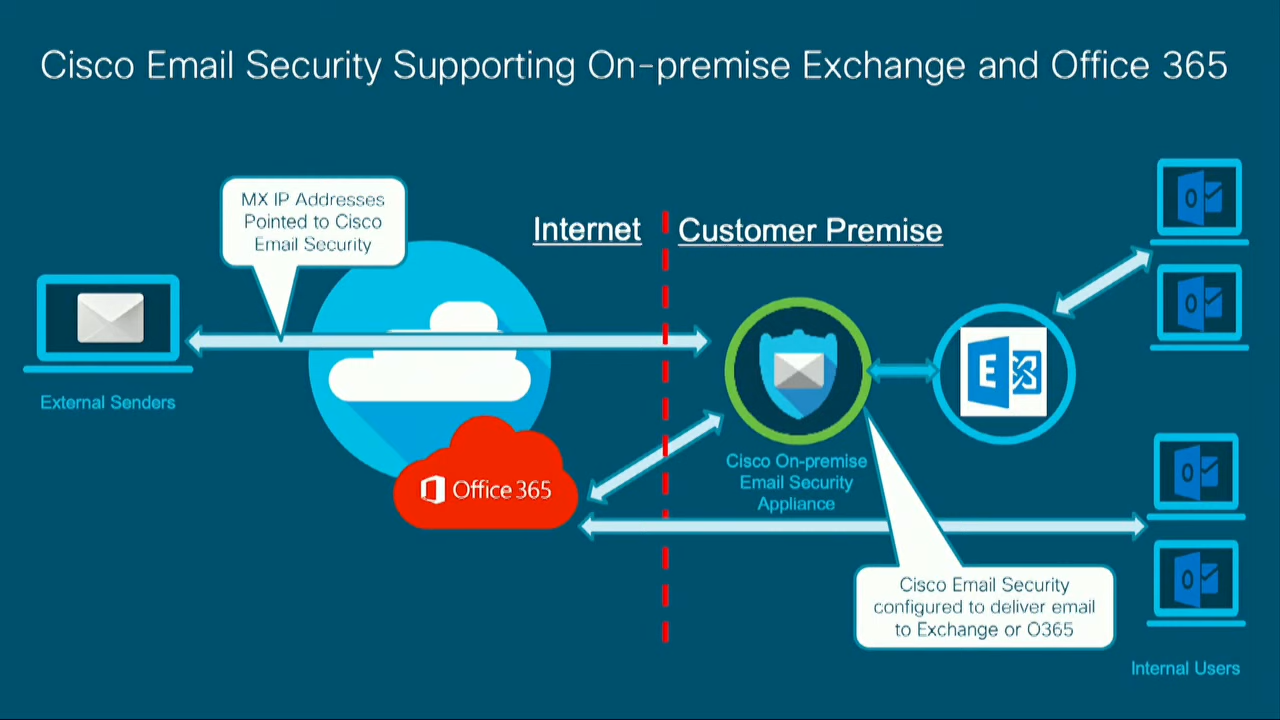 Cisco Email Security Supporting On-premise Exchange and Office 365
MX IP Addresses
Pointed to Cisco
Email Security
Internet
Customer Premise
External Senders
Office 365
Cisco On-premise
Email Security
Appliance
E
Cisco Email Security
configured to deliver email
to Exchange or O365
Internal Users